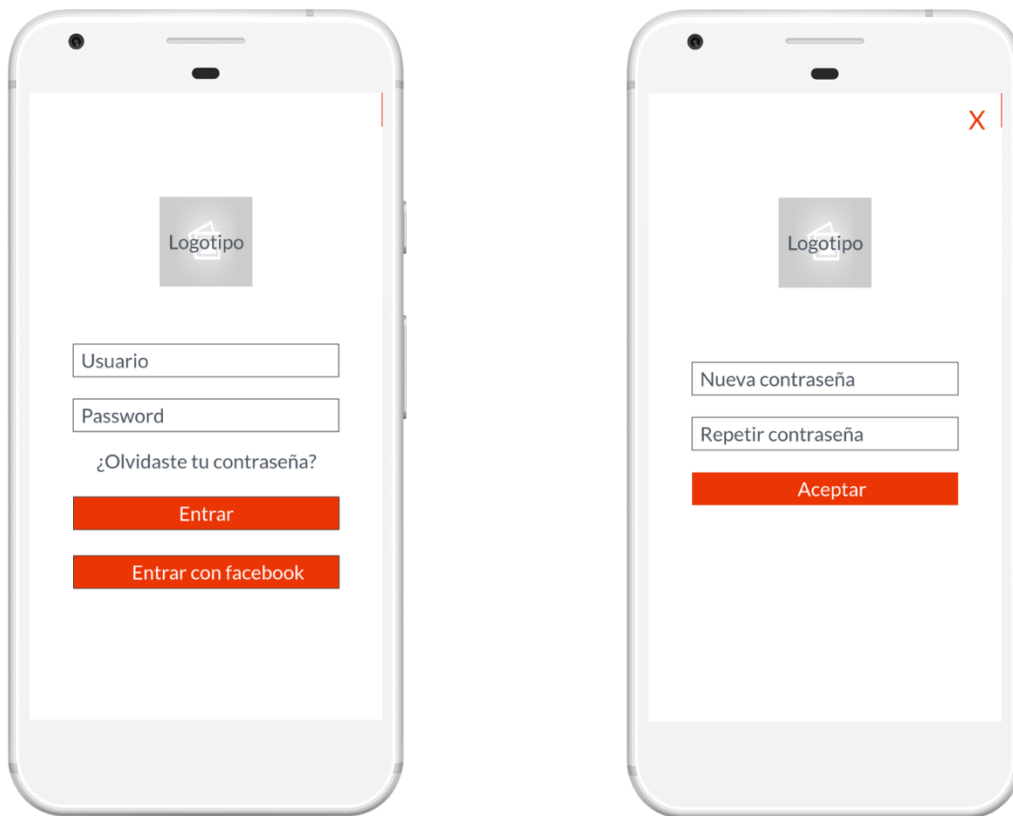 Logotipo
Usuario
Password
¿Olvidaste tu contraseña?
Entrar
Entrar con facebook
X
Logotipo
Nueva contraseña
Repetir contraseña
Aceptar